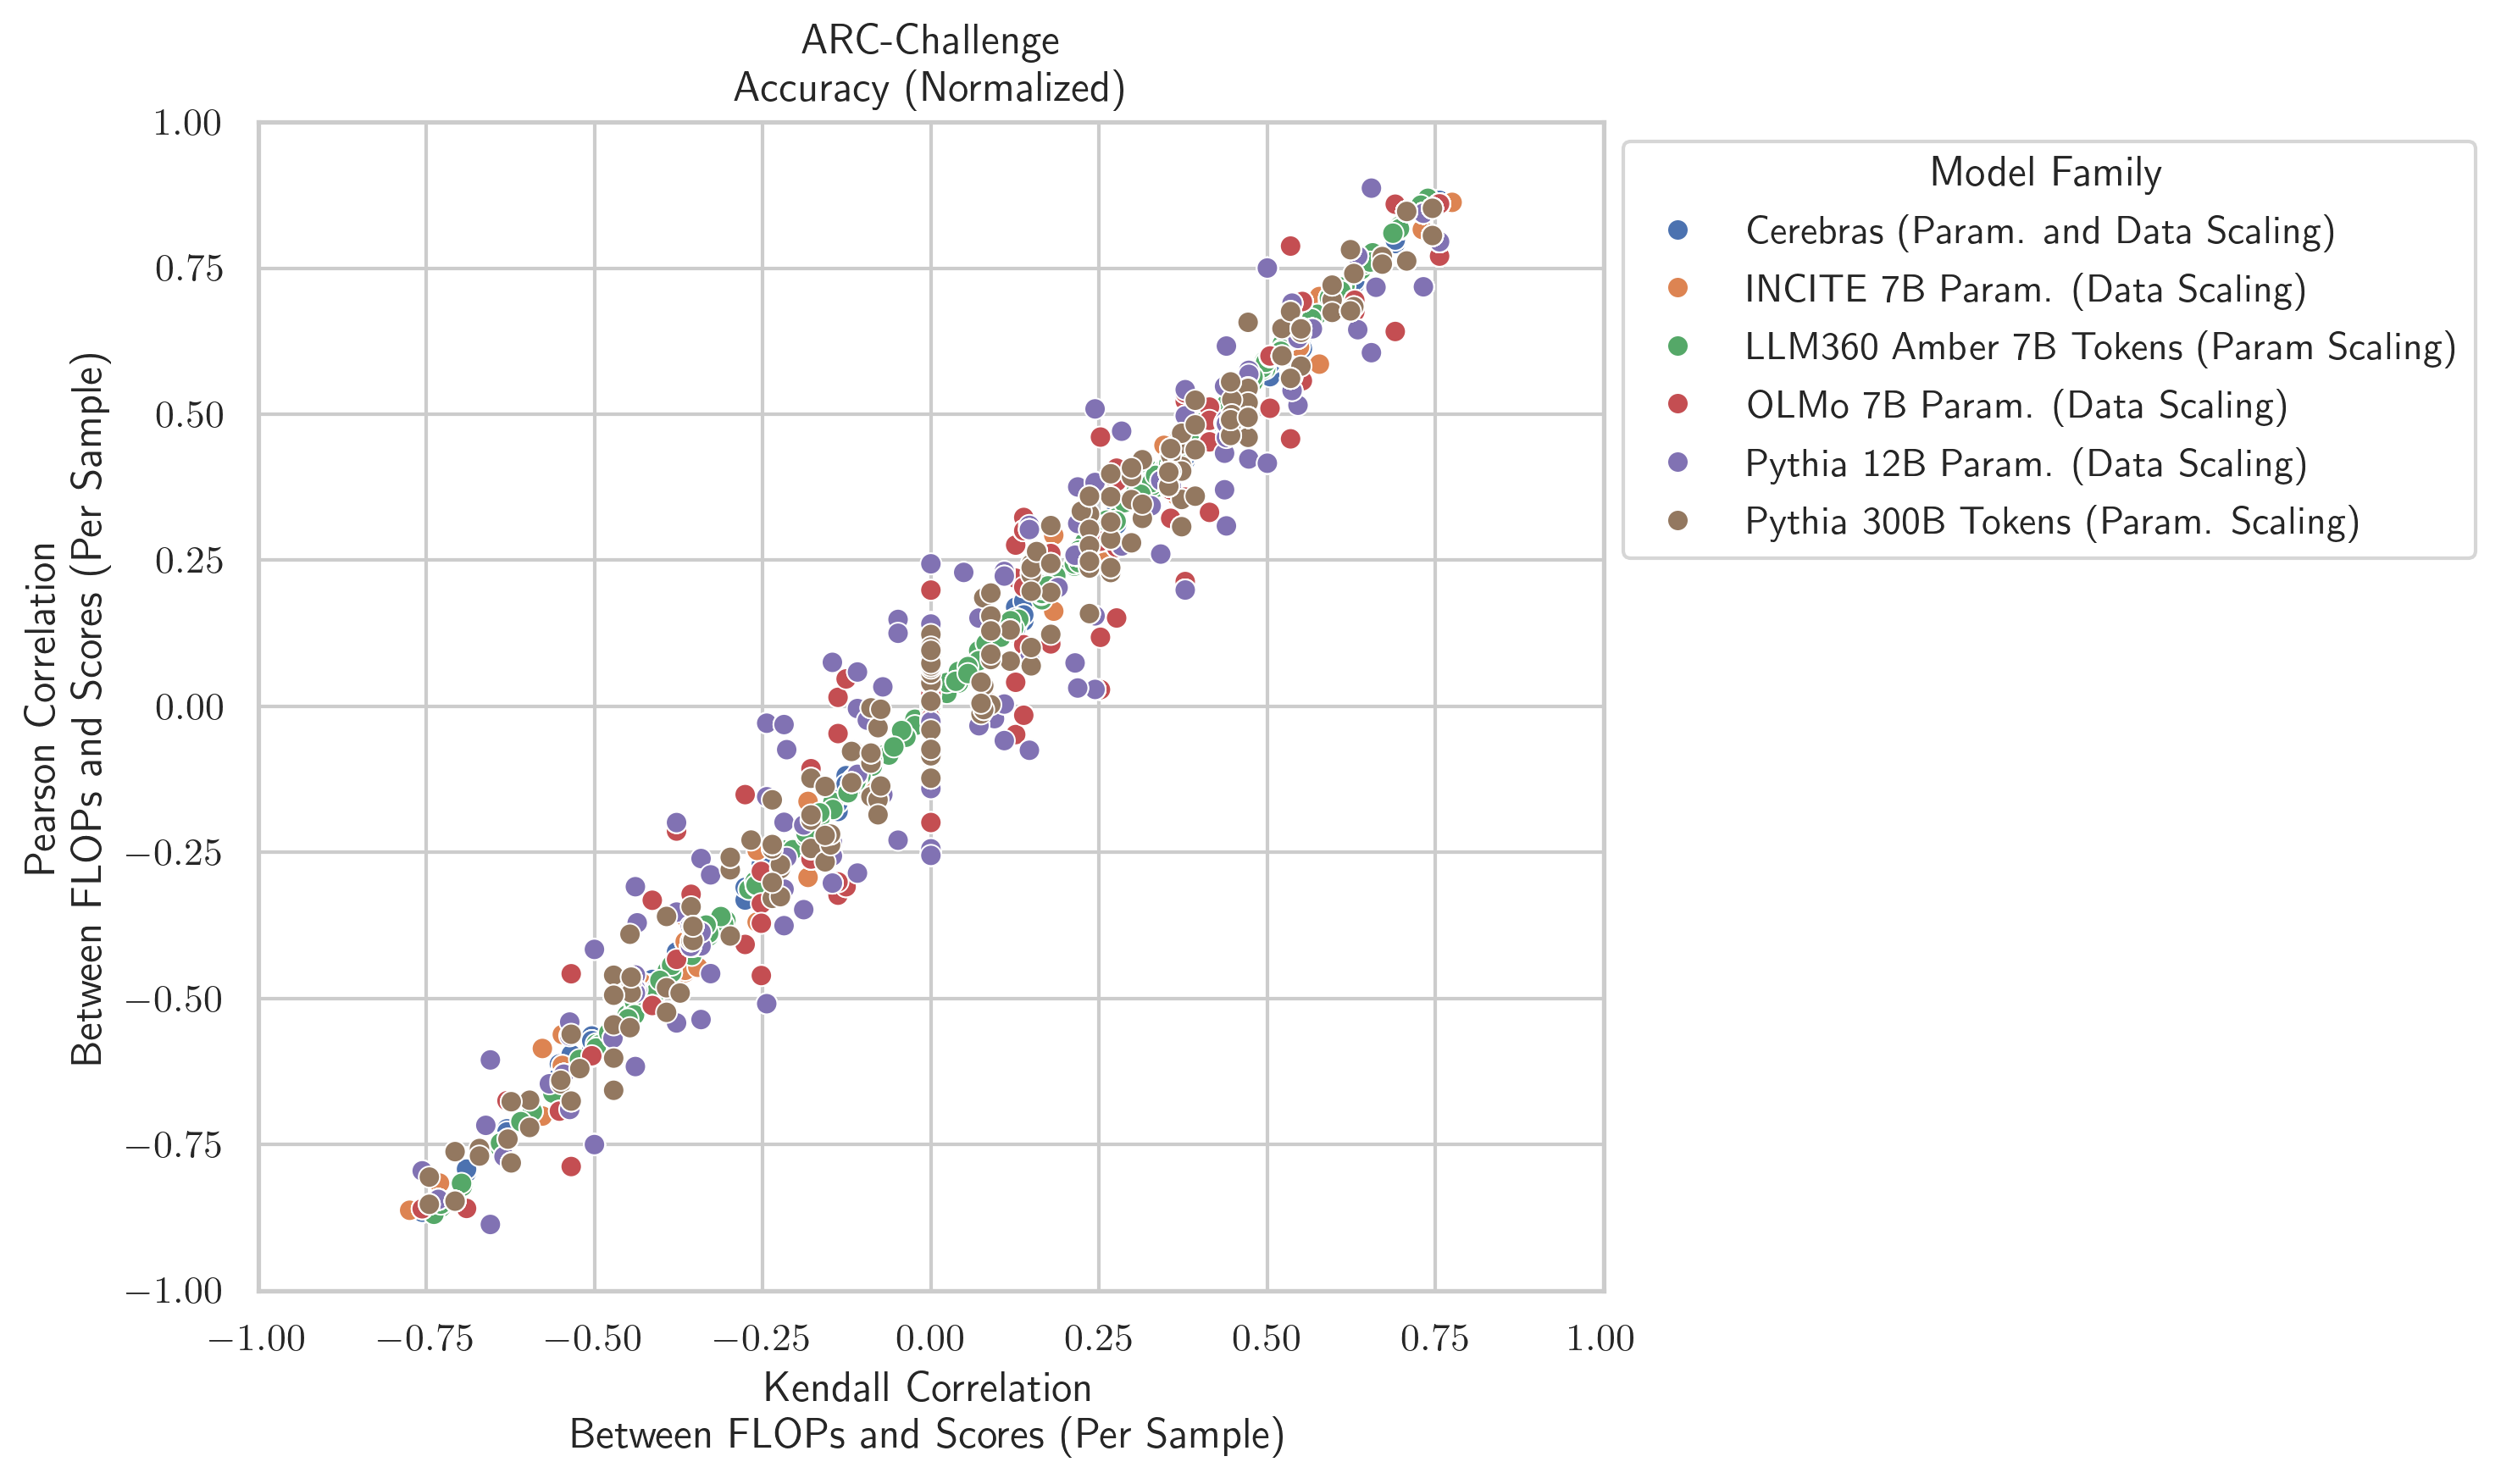 ARC-Challenge
Accuracy (Normalized)
1.00
0.75
0.50
0.25
0.00
−0.25
−0.50
−0.75
−1.00
Pearson Correlation
Between FLOPs and Scores (Per Sample)
−1.00 −0.75 −0.50 −0.25 0.00 0.25 0.50 0.75 1.00
Kendall Correlation
Between FLOPs and Scores (Per Sample)
Model Family
Cerebras (Param. and Data Scaling)
INCITE 7B Param. (Data Scaling)
LLM360 Amber 7B Tokens (Param Scaling)
OLMo 7B Param. (Data Scaling)
Pythia 12B Param. (Data Scaling)
Pythia 300B Tokens (Param. Scaling)